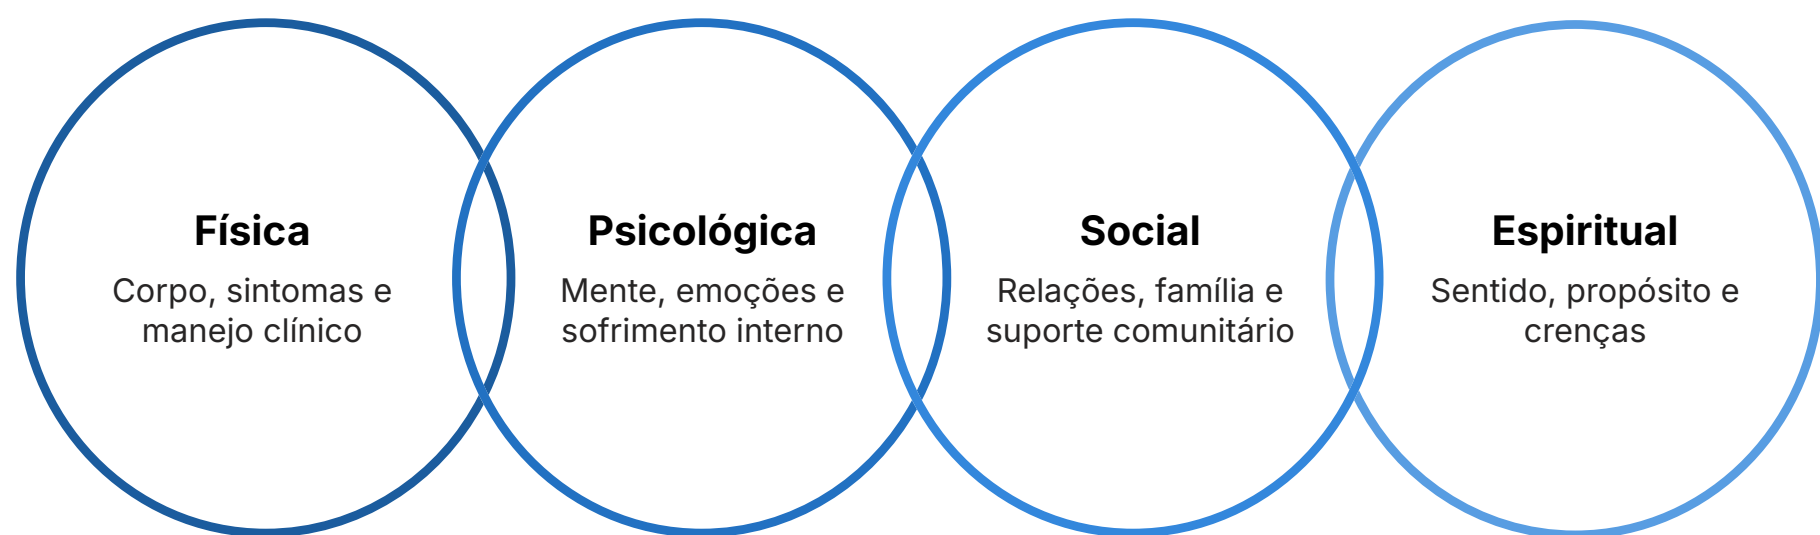 Física
Corpo, sintomas e
manejo clínico
Psicológica
Mente, emoções e
sofrimento interno
Social
Relações, família e
suporte comunitário
Espiritual
Sentido, propósito e
crenças